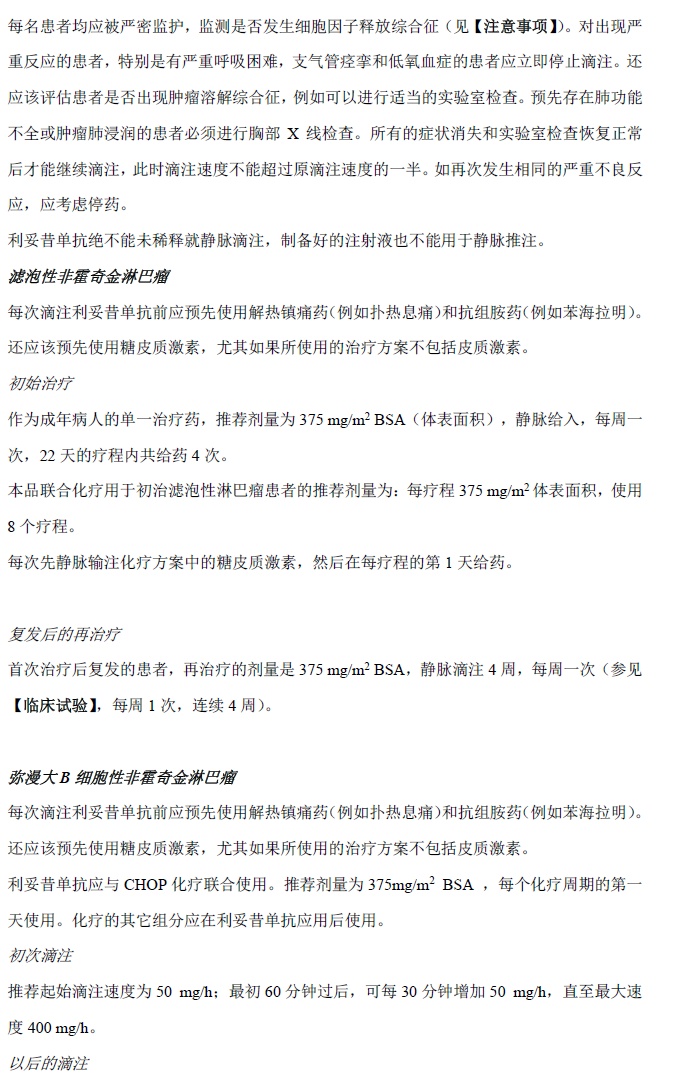 每名患者均应被严密监护，监测是否发生细胞因子释放综合征（见【注意事项】）。对出现严
重反应的患者，特别是有严重呼吸困难，支气管痉挛和低氧血症的患者应立即停止滴注。还
应该评估患者是否出现肿瘤溶解综合征，例如可以进行适当的实验室检查。预先存在肺功能
不全或肿瘤肺浸润的患者必须进行胸部 X 线检查。所有的症状消失和实验室检查恢复正常
后才能继续滴注，此时滴注速度不能超过原滴注速度的一半。如再次发生相同的严重不良反
应，应考虑停药。
利妥昔单抗绝不能未稀释就静脉滴注，制备好的注射液也不能用于静脉推注。
滤泡性非霍奇金淋巴瘤
每次滴注利妥昔单抗前应预先使用解热镇痛药（例如扑热息痛）和抗组胺药（例如苯海拉明）。
还应该预先使用糖皮质激素，尤其如果所使用的治疗方案不包括皮质激素。
初始治疗
作为成年病人的单一治疗药，推荐剂量为 375 mg/m² BSA（体表面积），静脉给入，每周一
次，22 天的疗程内共给药 4 次。
本品联合化疗用于初治滤泡性淋巴瘤患者的推荐剂量为：每疗程 375 mg/m² 体表面积，使用
8 个疗程。
每次先静脉输注化疗方案中的糖皮质激素，然后在每疗程的第 1 天给药。
复发后的再治疗
首次治疗后复发的患者，再治疗的剂量是 375 mg/m² BSA，静脉滴注 4 周，每周一次（参见
【临床试验】，每周 1 次，连续 4 周）。
弥漫大 B 细胞性非霍奇金淋巴瘤
每次滴注利妥昔单抗前应预先使用解热镇痛药（例如扑热息痛）和抗组胺药（例如苯海拉明）。
还应该预先使用糖皮质激素，尤其如果所使用的治疗方案不包括皮质激素。
利妥昔单抗应与 CHOP 化疗联合使用。推荐剂量为 375mg/m² BSA ，每个化疗周期的第一
天使用。化疗的其它组分应在利妥昔单抗应用后使用。
初次滴注
推荐起始滴注速度为 50 mg/h；最初 60 分钟过后，可每 30 分钟增加 50 mg/h，直至最大速
度 400 mg/h。
以后的滴注